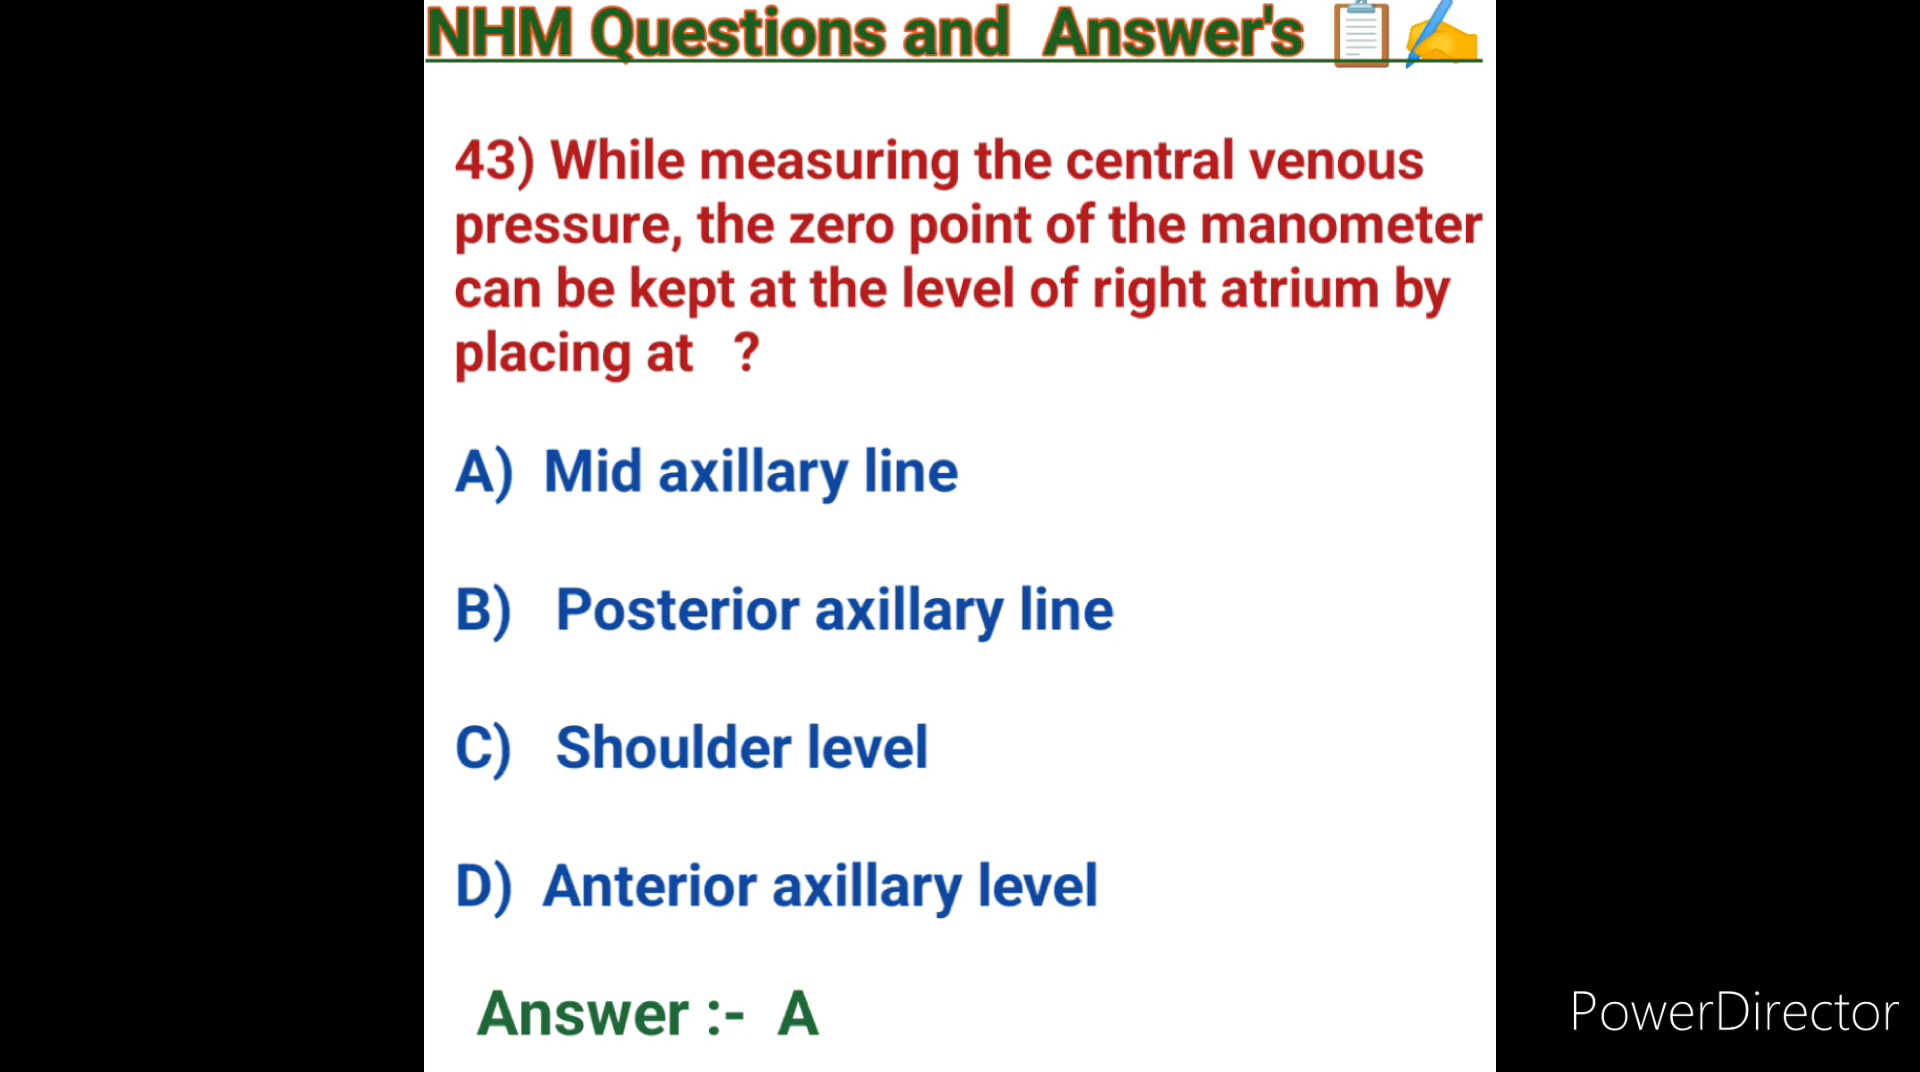 NHM Questions and Answer's 📋✍
43) While measuring the central venous
pressure, the zero point of the manometer
can be kept at the level of right atrium by
placing at ?
A) Mid axillary line
B) Posterior axillary line
C) Shoulder level
D) Anterior axillary level
Answer :- A
PowerDirector